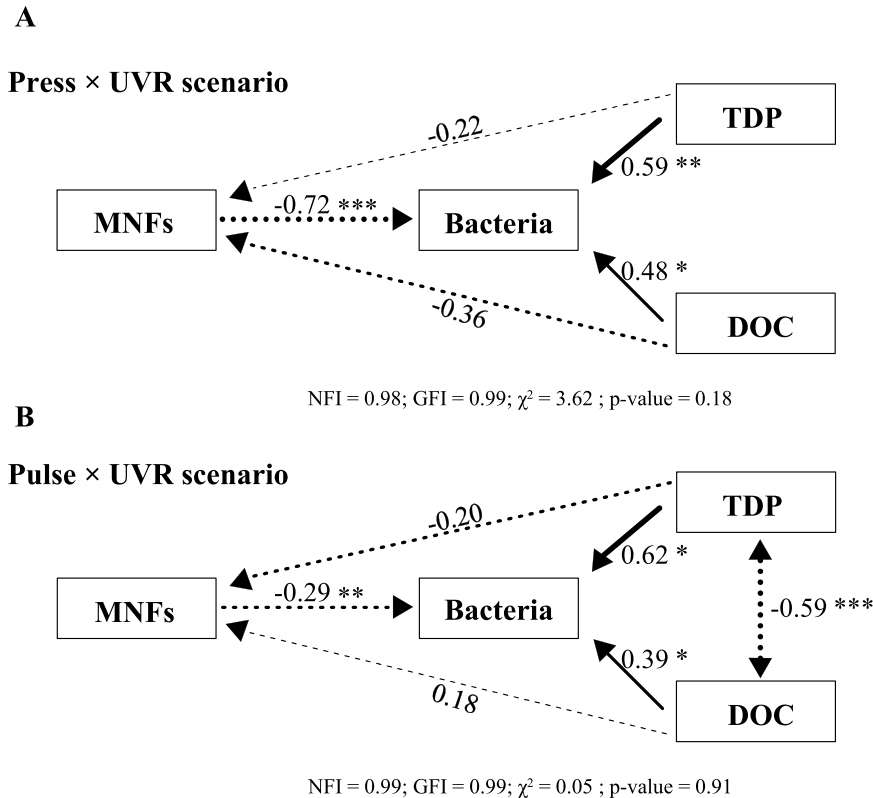 A
Press × UVR scenario
TDP
-0.22
0.59 **
MNFs
-0.72 ***
Bacteria
0.48 *
-0.36
DOC
NFI = 0.98; GFI = 0.99; χ² = 3.62 ; p-value = 0.18
B
Pulse × UVR scenario
TDP
-0.20
0.62 *
MNFs
-0.29 **
Bacteria
-0.59 ***
0.39 *
0.18
DOC
NFI = 0.99; GFI = 0.99; χ² = 0.05 ; p-value = 0.91